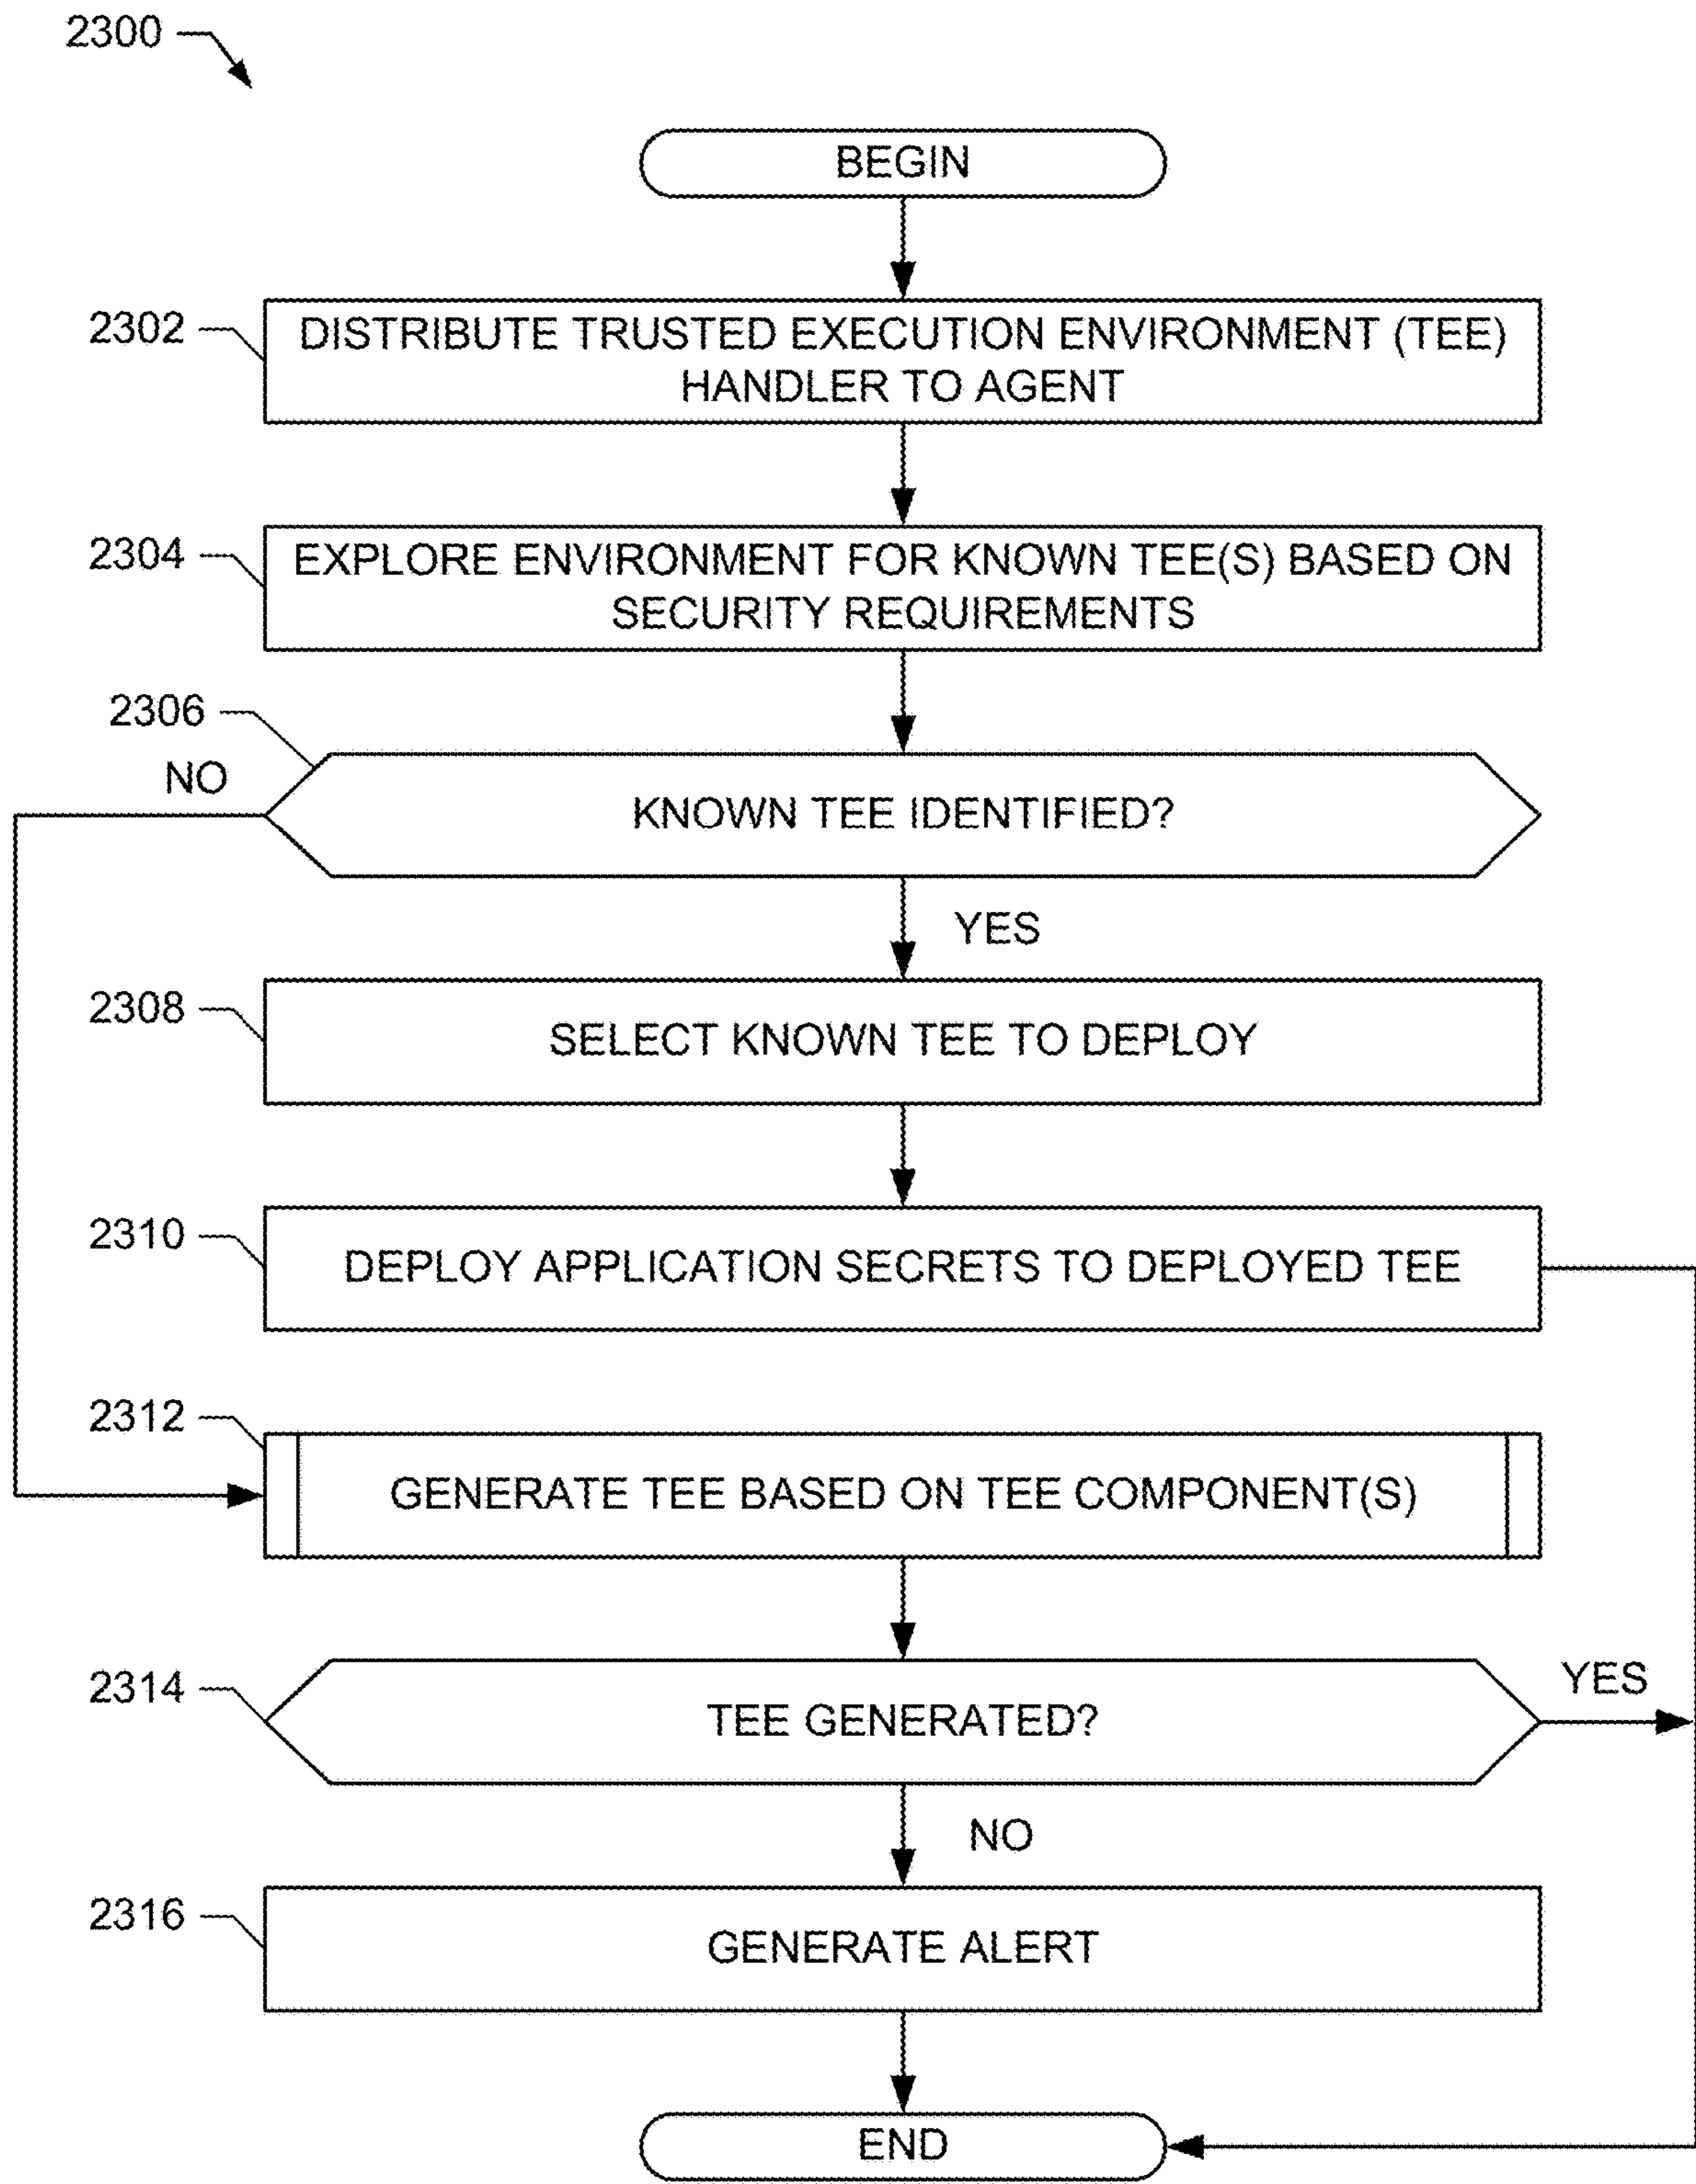 2300
BEGIN
2302
DISTRIBUTE TRUSTED EXECUTION ENVIRONMENT (TEE)
HANDLER TO AGENT
2304
EXPLORE ENVIRONMENT FOR KNOWN TEE(S) BASED ON
SECURITY REQUIREMENTS
2306
NO
KNOWN TEE IDENTIFIED?
YES
2308
SELECT KNOWN TEE TO DEPLOY
2310
DEPLOY APPLICATION SECRETS TO DEPLOYED TEE
2312
GENERATE TEE BASED ON TEE COMPONENT(S)
2314
TEE GENERATED?
YES
NO
2316
GENERATE ALERT
END